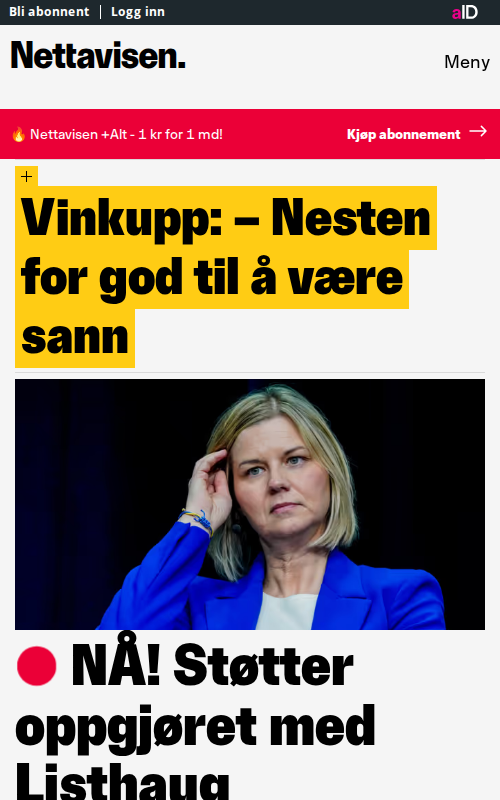 Bli abonnent | Logg inn
aID
Nettavisen.
Meny
🔥 Nettavisen +Alt - 1 kr for 1 md!
Kjøp abonnement →
+
Vinkupp: – Nesten
for god til å være
sann
NÅ! Støtter
oppgjøret med
Listhaug